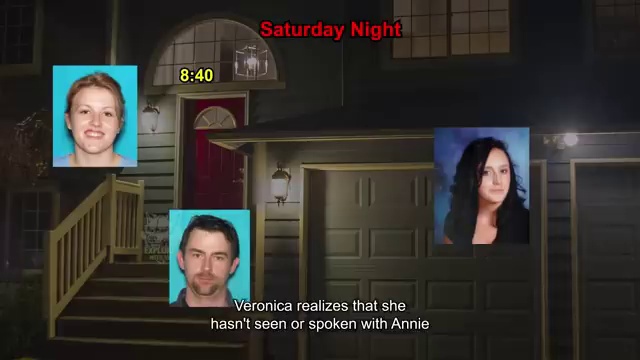 Saturday Night
8:40
Veronica realizes that she
hasn't seen or spoken with Annie